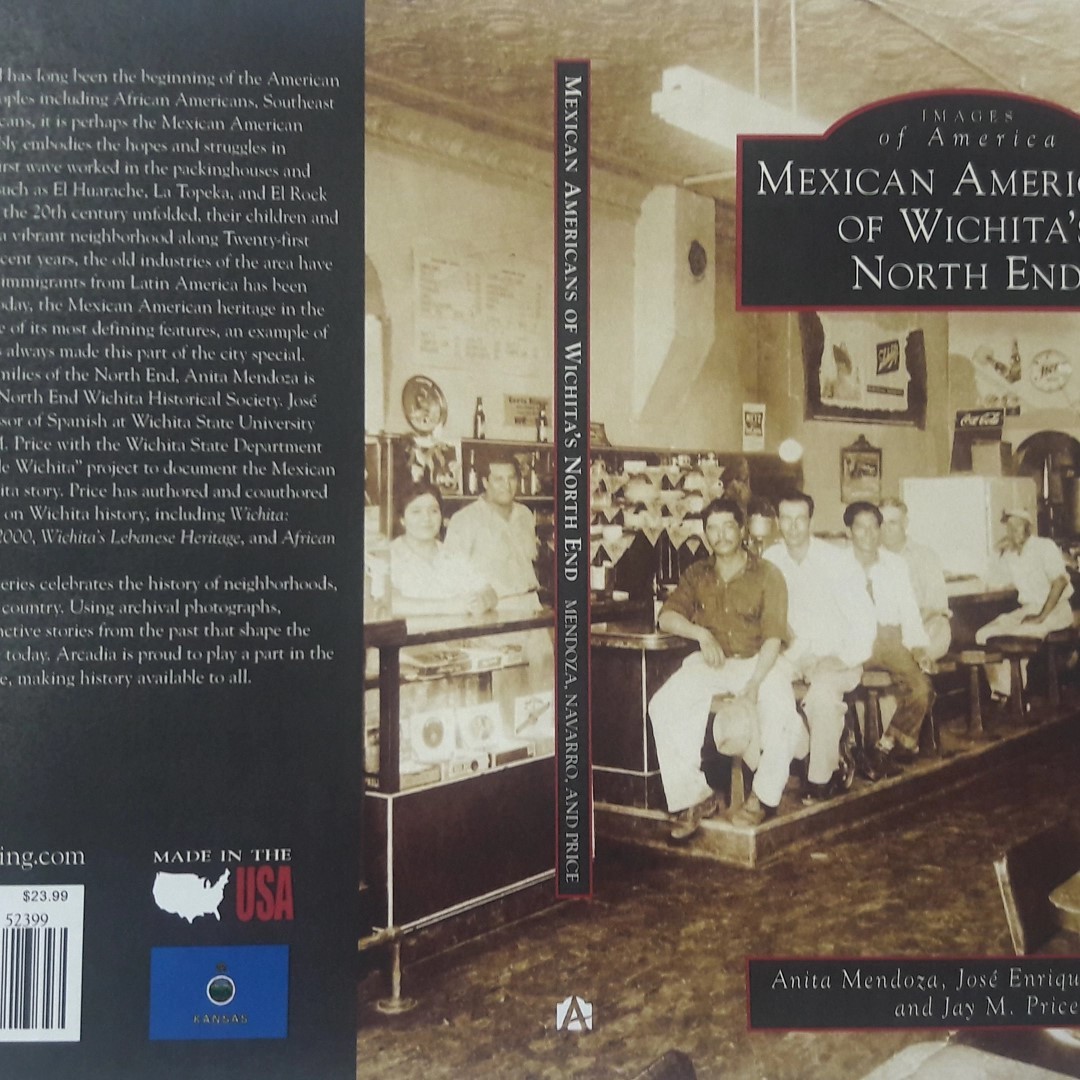 has long been the beginning of the American
oples including African Americans, Southeast
cans, it is perhaps the Mexican American
bly embodies the hopes and struggles in
irst wave worked in the packinghouses and
such as El Huarache, La Topeka, and El Rock
the 20th century unfolded, their children and
a vibrant neighborhood along Twenty-first
cent years, the old industries of the area have
immigrants from Latin America has been
oday, the Mexican American heritage in the
e of its most defining features, an example of
s always made this part of the city special.
milies of the North End, Anita Mendoza is
North End Wichita Historical Society. José
ssor of Spanish at Wichita State University
M. Price with the Wichita State Department
le Wichita” project to document the Mexican
ita story. Price has authored and coauthored
on Wichita history, including Wichita:
2000, Wichita’s Lebanese Heritage, and African
eries celebrates the history of neighborhoods,
country. Using archival photographs,
nctive stories from the past that shape the
today. Arcadia is proud to play a part in the
e, making history available to all.
ing.com
MADE IN THE
USA
$23.99
52399
KANSAS
MEXICAN AMERICANS OF WICHITA’S NORTH END MENDOZA, NAVARRO, AND PRICE
A
IMAGES
of America
MEXICAN AMERIC
OF WICHITA’S
NORTH END
Coca-Cola
Anita Mendoza, José Enriqu
and Jay M. Price